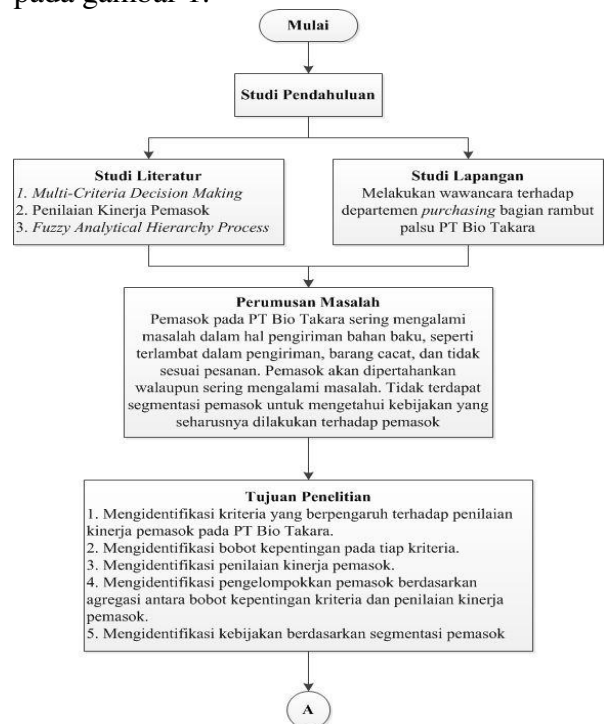 pada gambar 1.
Mulai
Studi Pendahuluan
Studi Literatur
1. Multi-Criteria Decision Making
2. Penilaian Kinerja Pemasok
3. Fuzzy Analytical Hierarchy Process
Studi Lapangan
Melakukan wawancara terhadap
departemen purchasing bagian rambut
palsu PT Bio Takara
Perumusan Masalah
Pemasok pada PT Bio Takara sering mengalami
masalah dalam hal pengiriman bahan baku, seperti
terlambat dalam pengiriman, barang cacat, dan tidak
sesuai pesanan. Pemasok akan dipertahankan
walaupun sering mengalami masalah. Tidak terdapat
segmentasi pemasok untuk mengetahui kebijakan yang
seharusnya dilakukan terhadap pemasok
Tujuan Penelitian
1. Mengidentifikasi kriteria yang berpengaruh terhadap penilaian
kinerja pemasok pada PT Bio Takara.
2. Mengidentifikasi bobot kepentingan pada tiap kriteria.
3. Mengidentifikasi penilaian kinerja pemasok.
4. Mengidentifikasi pengelompokkan pemasok berdasarkan
agregasi antara bobot kepentingan kriteria dan penilaian kinerja
pemasok.
5. Mengidentifikasi kebijakan berdasarkan segmentasi pemasok
A